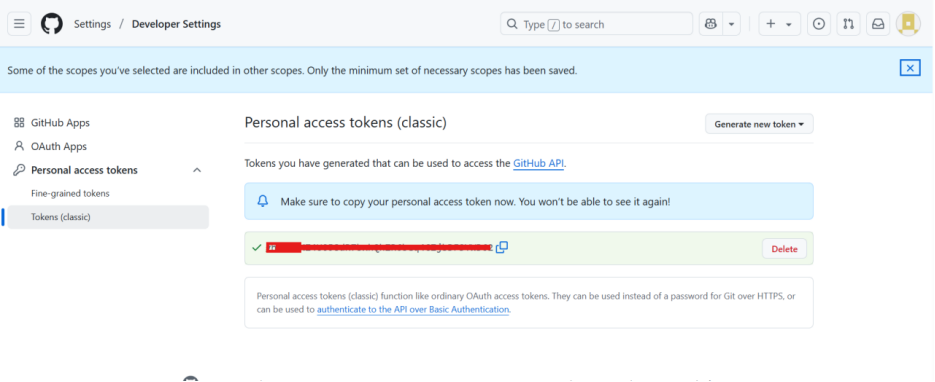 Settings / Developer Settings
Type / to search
Some of the scopes you've selected are included in other scopes. Only the minimum set of necessary scopes has been saved.
GitHub Apps
OAuth Apps
Personal access tokens
Fine-grained tokens
Tokens (classic)
Personal access tokens (classic)
Generate new token
Tokens you have generated that can be used to access the GitHub API.
Make sure to copy your personal access token now. You won't be able to see it again!
Delete
Personal access tokens (classic) function like ordinary OAuth access tokens. They can be used instead of a password for Git over HTTPS, or
can be used to authenticate to the API over Basic Authentication.